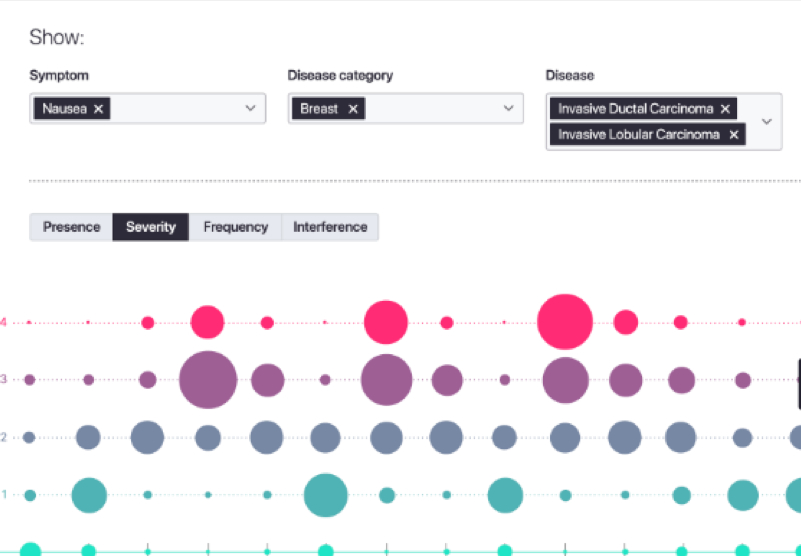 Show:
Symptom Disease category Disease
Nausea × Breast × Invasive Ductal Carcinoma ×
Invasive Lobular Carcinoma ×
Presence Severity Frequency Interference
4
3
2
1